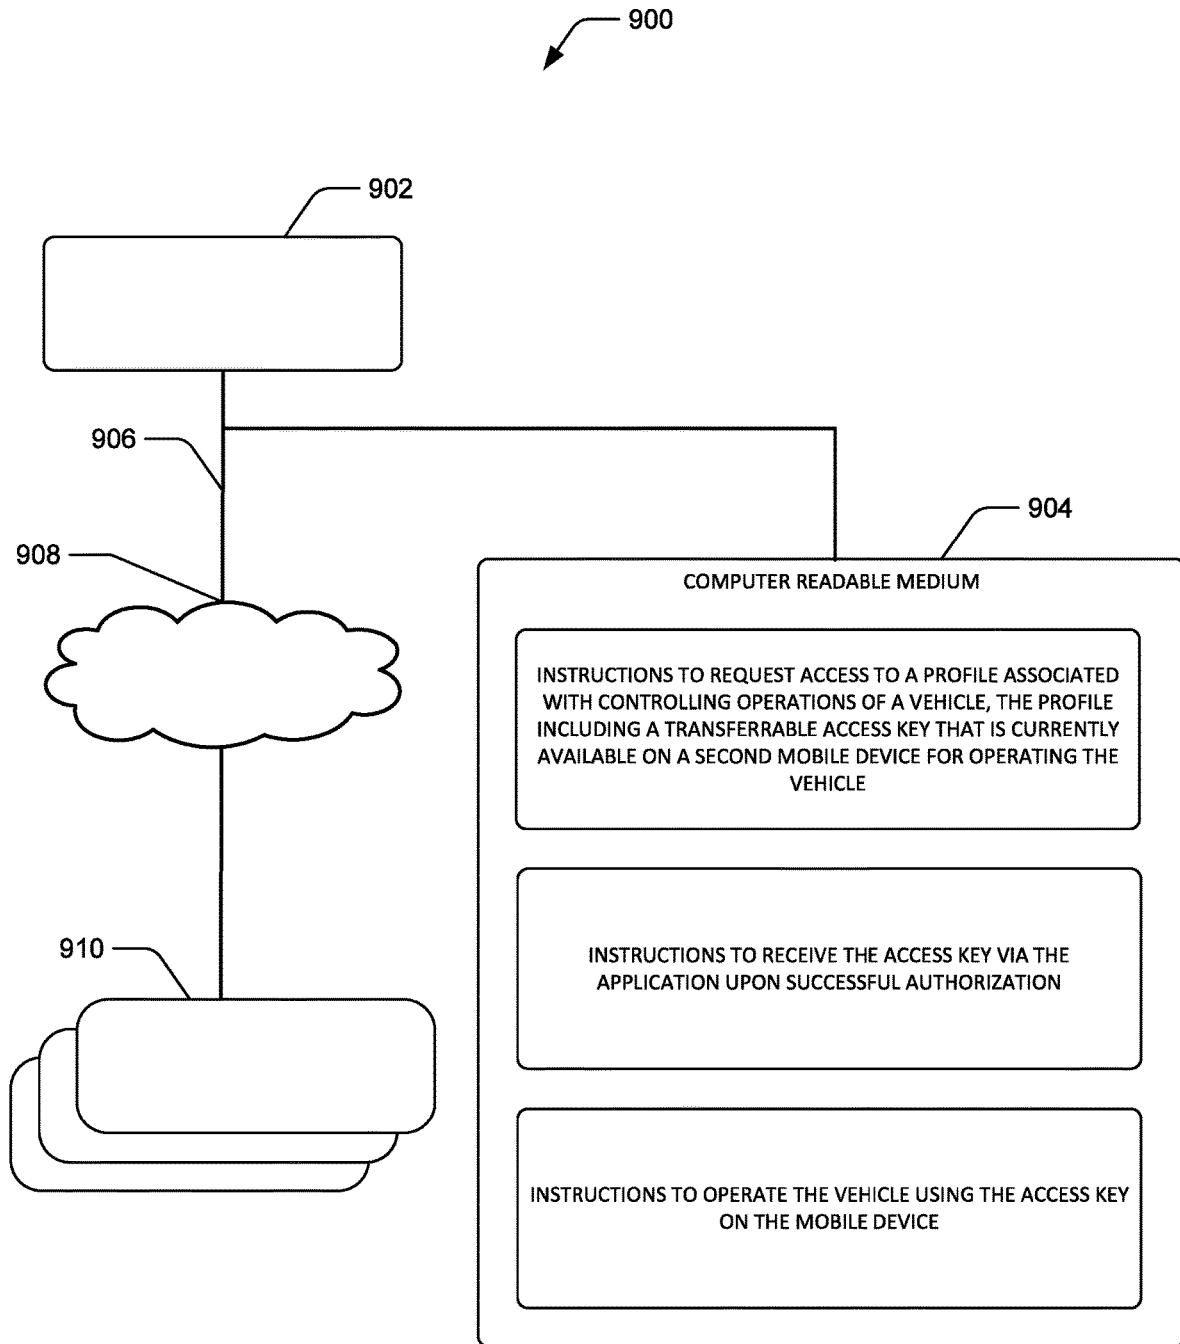 900
902
906
904
908
COMPUTER READABLE MEDIUM
INSTRUCTIONS TO REQUEST ACCESS TO A PROFILE ASSOCIATED
WITH CONTROLLING OPERATIONS OF A VEHICLE, THE PROFILE
INCLUDING A TRANSFERRABLE ACCESS KEY THAT IS CURRENTLY
AVAILABLE ON A SECOND MOBILE DEVICE FOR OPERATING THE
VEHICLE
910
INSTRUCTIONS TO RECEIVE THE ACCESS KEY VIA THE
APPLICATION UPON SUCCESSFUL AUTHORIZATION
INSTRUCTIONS TO OPERATE THE VEHICLE USING THE ACCESS KEY
ON THE MOBILE DEVICE